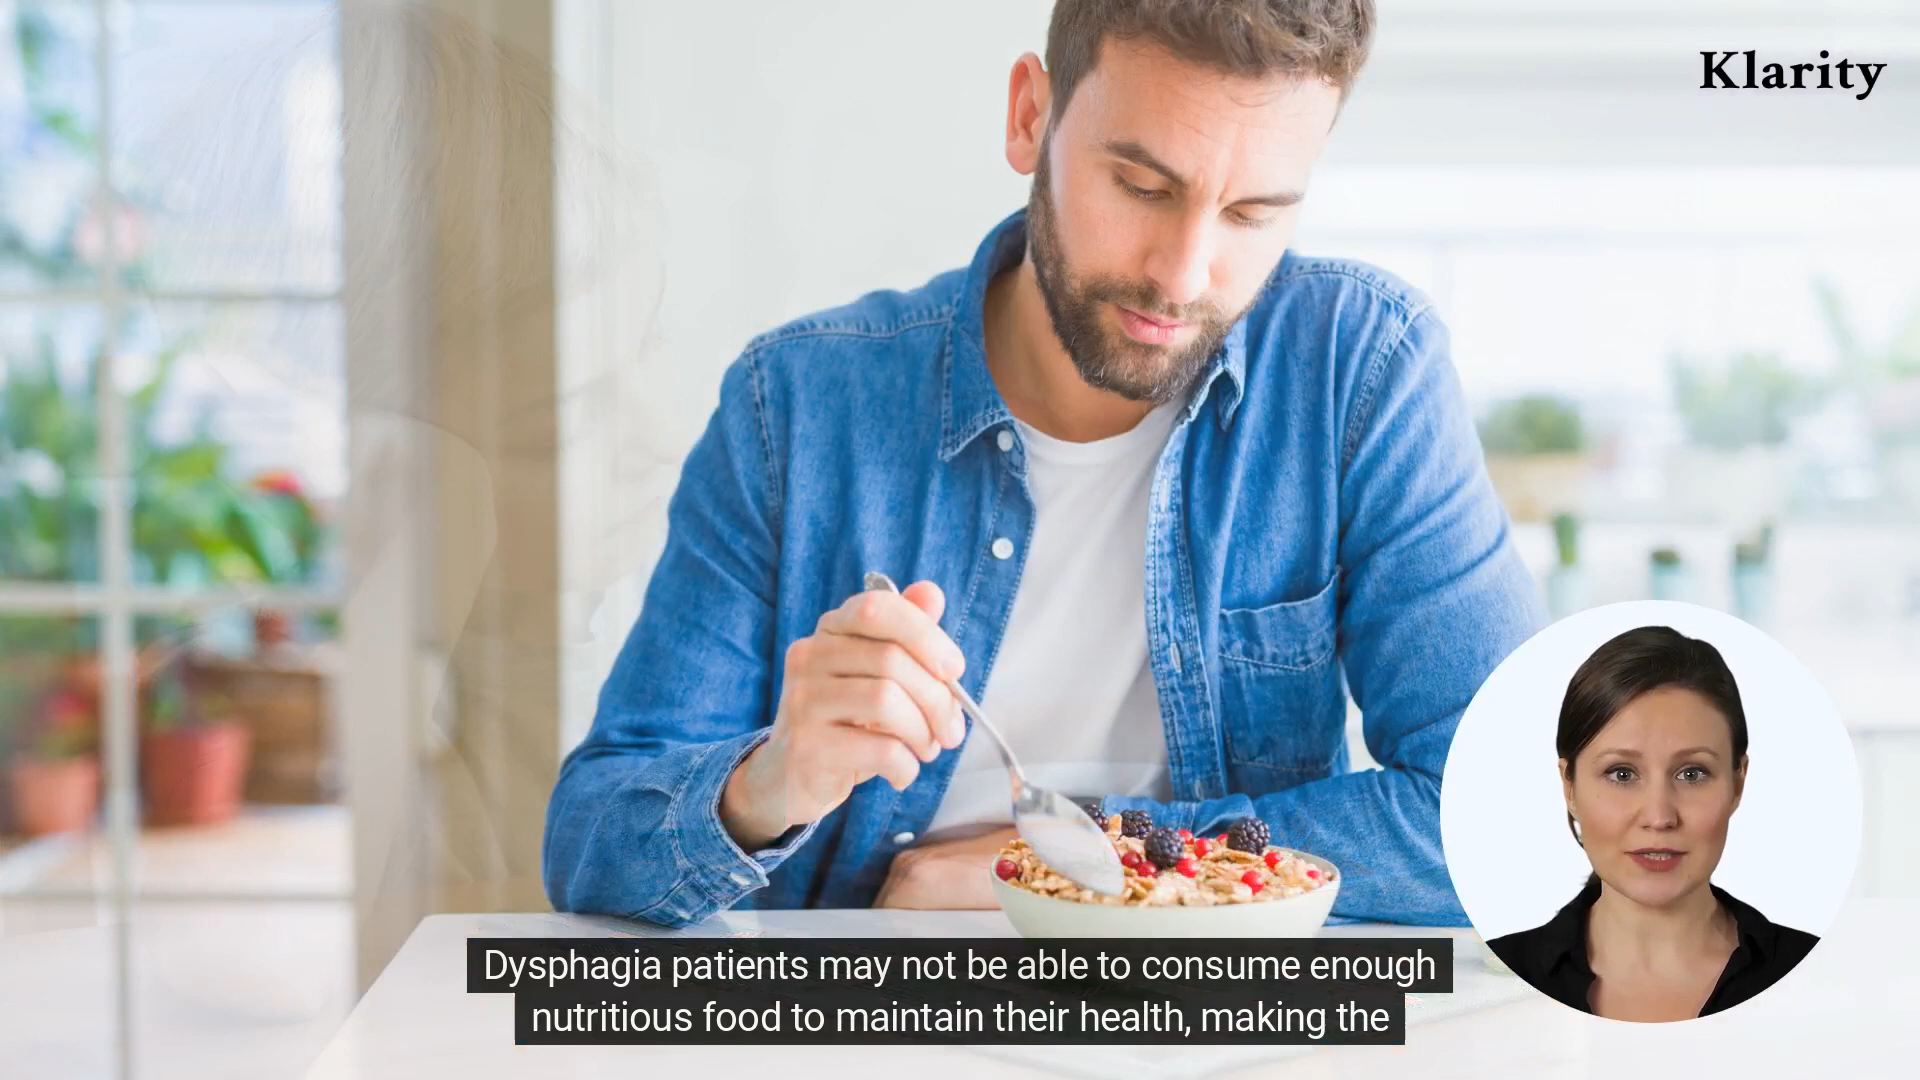 Klarity
Dysphagia patients may not be able to consume enough
nutritious food to maintain their health, making the